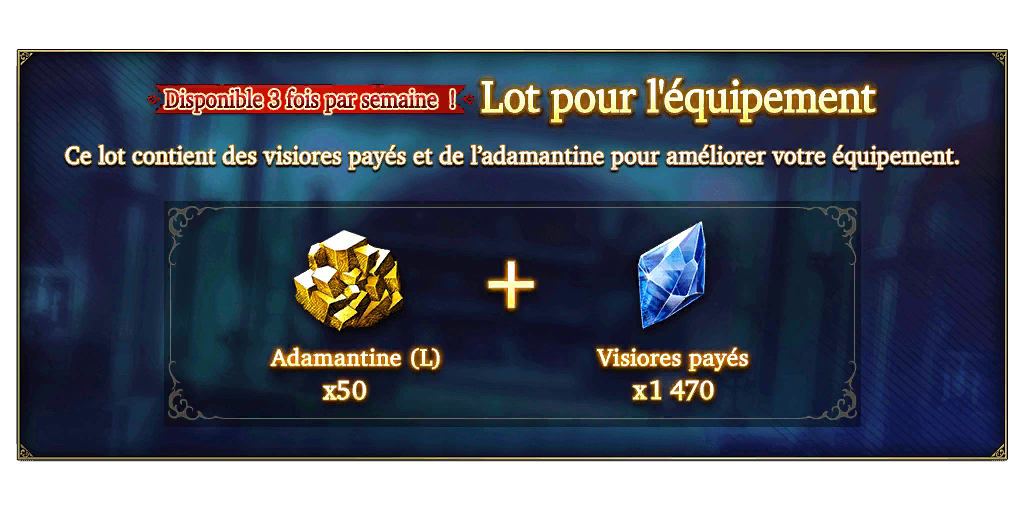 Disponible 3 fois par semaine !
Lot pour l'équipement
Ce lot contient des visiores payés et de l’adamantine pour améliorer votre équipement.
+
Adamantine (L)
x50
Visiores payés
x1 470